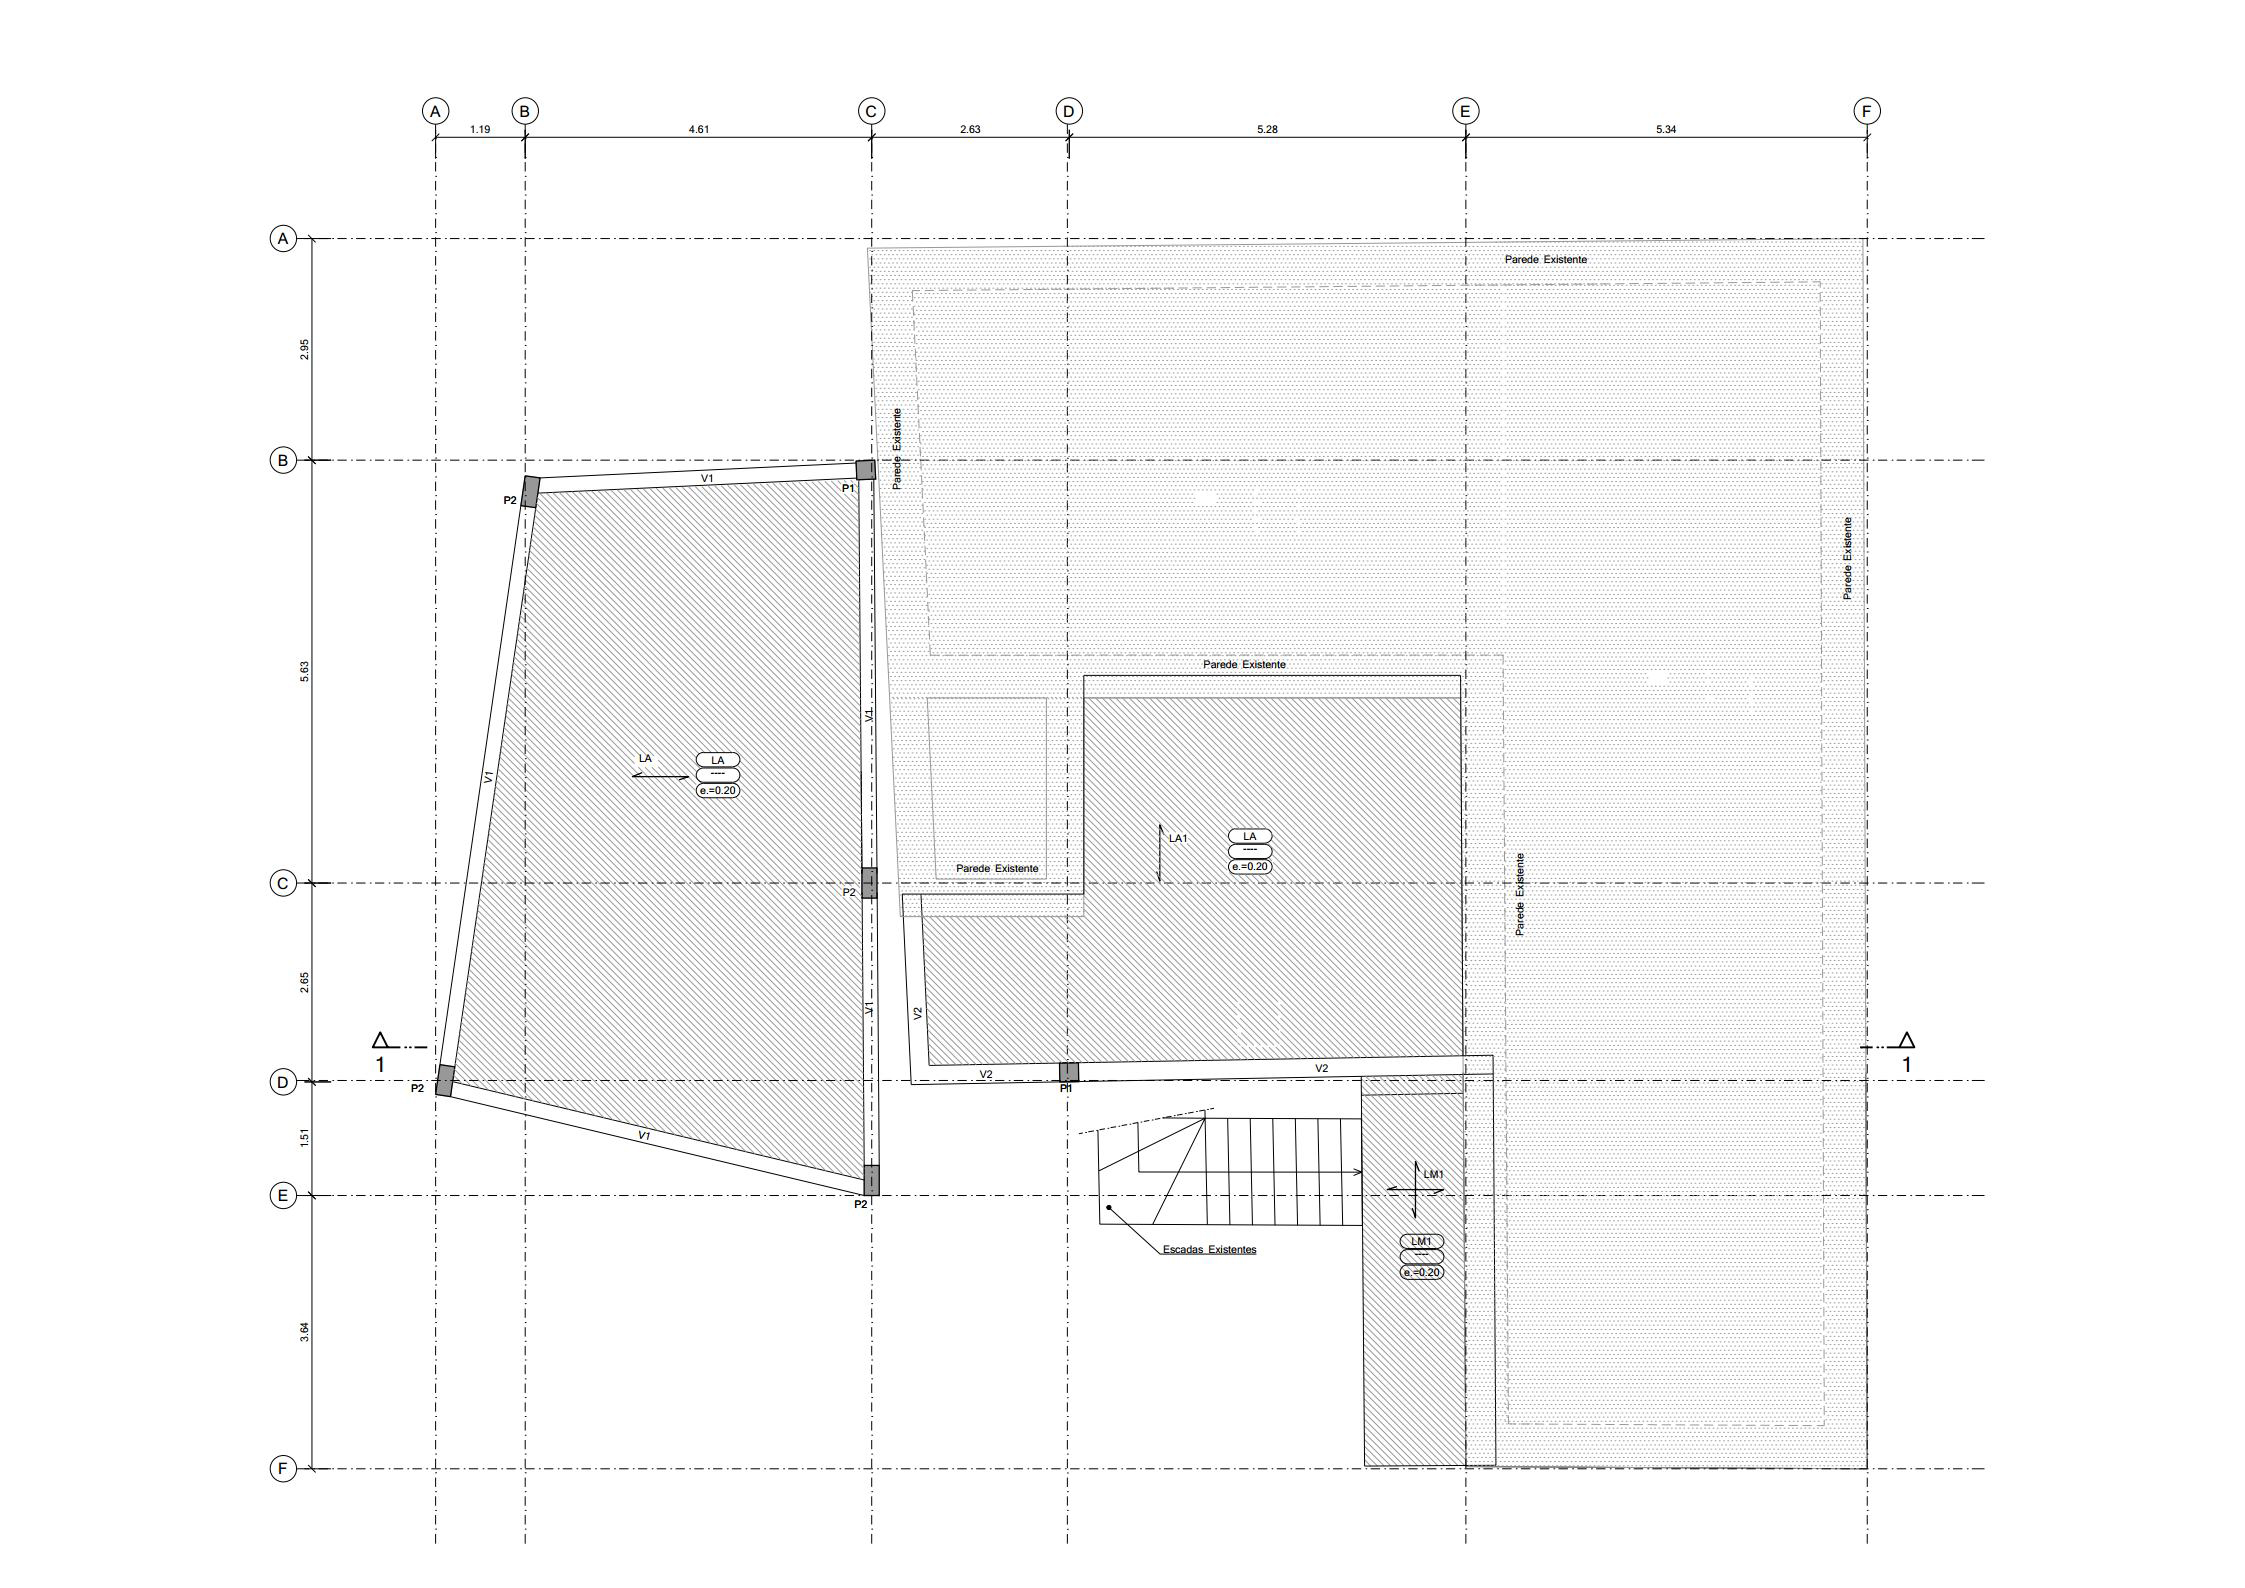 A
B
C
D
E
F
1.19
4.61
2.63
5.28
5.34
A
Parede Existente
2.95
Parede Existente
B
V1
P1
P2
Parede Existente
5.63
Parede Existente
V1
LA
LA
----
e.=0.20
V1
LA1
LA
----
e.=0.20
Parede Existente
C
P2
Parede Existente
2.65
V1
V2
1
1
D
V2
V2
P2
P1
1.51
V1
LM1
E
P2
LM1
----
e.=0.20
Escadas Existentes
3.64
F